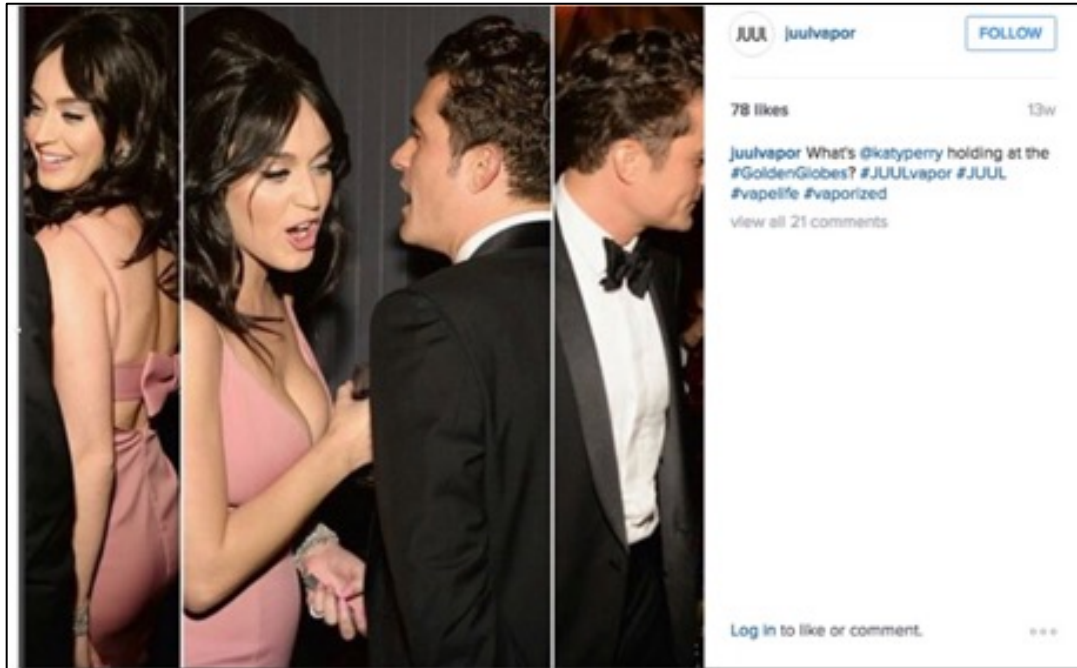 JUUL juulvapor FOLLOW
78 likes 13w
juulvapor What's @katyperry holding at the
#GoldenGlobes? #JUULvapor #JUUL
#vapelife #vaporized
view all 21 comments
Log in to like or comment.